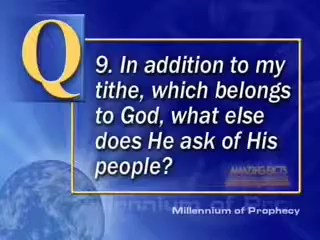 Q
9. In addition to my
tithe, which belongs
to God, what else
does He ask of His
people?
AMAZING FACTS
Millennium of Prophecy